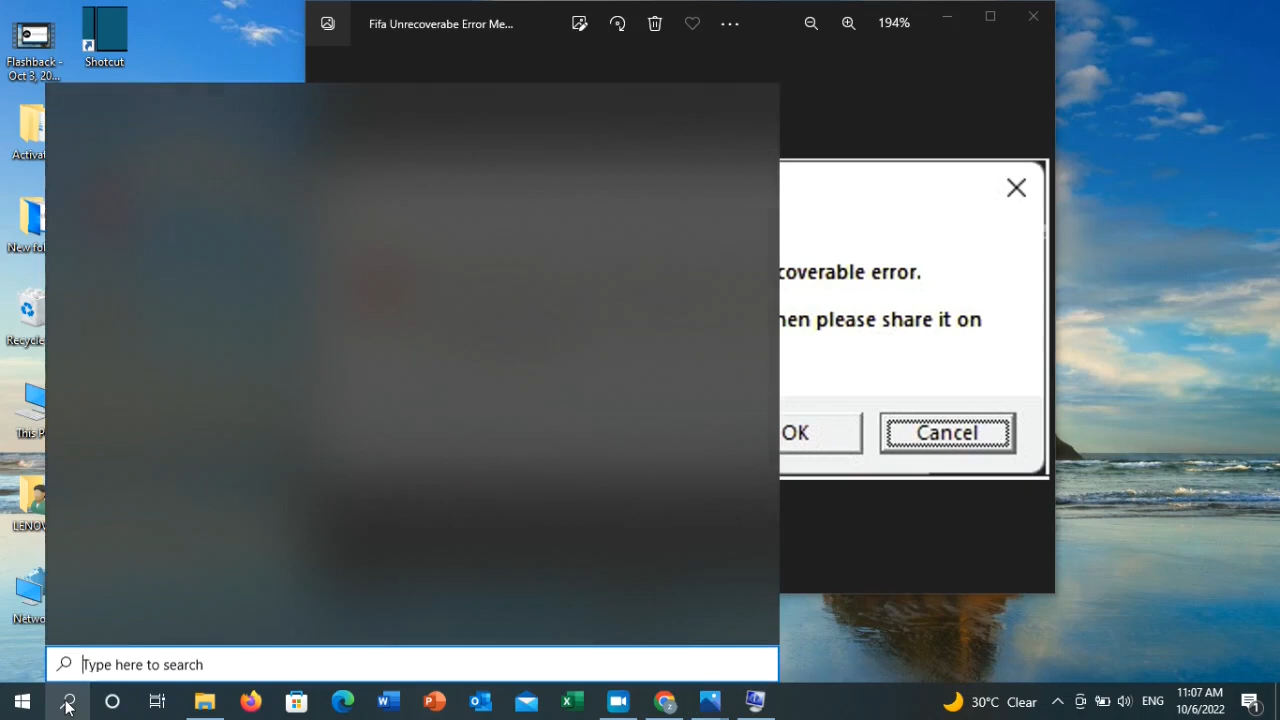 Flashback -
Oct 3, 20...
Shotcut
Fifa Unrecoverabe Error Me...
194%
Activat
New fol
Recycle
This P
LENOV
Netwo
coverable error.
hen please share it on
OK
Cancel
Type here to search
30°C Clear
ENG
11:07 AM
10/6/2022
1